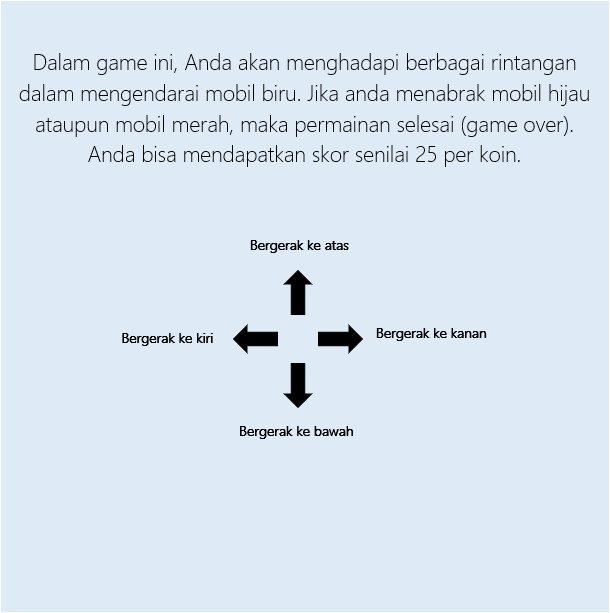 Dalam game ini, Anda akan menghadapi berbagai rintangan
dalam mengendarai mobil biru. Jika anda menabrak mobil hijau
ataupun mobil merah, maka permainan selesai (game over).
Anda bisa mendapatkan skor senilai 25 per koin.
Bergerak ke atas
Bergerak ke kiri
Bergerak ke kanan
Bergerak ke bawah